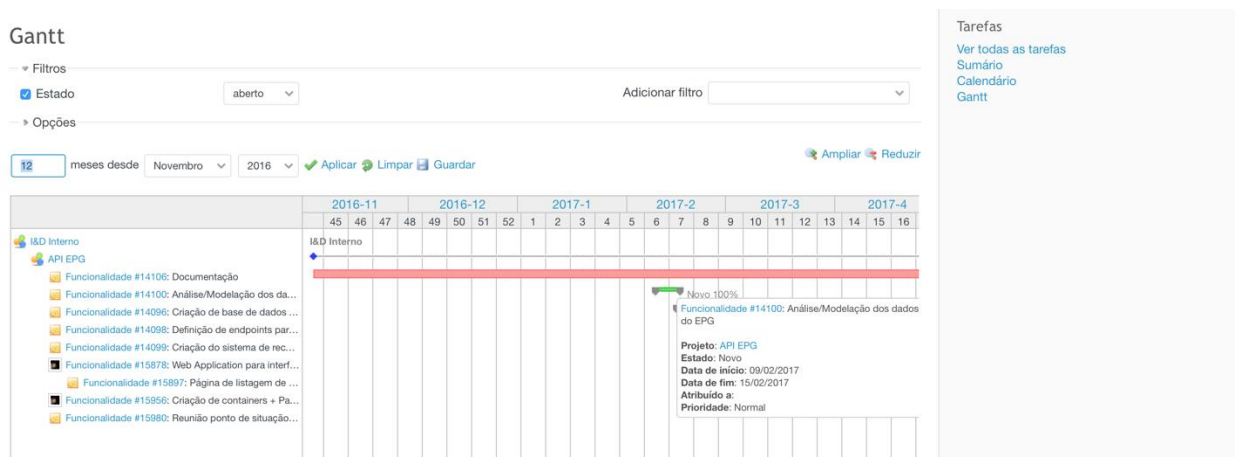 Gantt
Filtros
Estado aberto Adicionar filtro
Opções
12 meses desde Novembro 2016 Aplicar Limpar Guardar
Ampliar Reduzir
2016-11 2016-12 2017-1 2017-2 2017-3 2017-4
45 46 47 48 49 50 51 52 1 2 3 4 5 6 7 8 9 10 11 12 13 14 15 16
I&D Interno
API EPG
Funcionalidade #14106: Documentação
Funcionalidade #14100: Análise/Modelação dos da...
Funcionalidade #14096: Criação de base de dados ...
Funcionalidade #14098: Definição de endpoints par...
Funcionalidade #14099: Criação do sistema de rec...
Funcionalidade #15878: Web Application para interf...
Funcionalidade #15897: Página de listagem de ...
Funcionalidade #15956: Criação de containers + Pa...
Funcionalidade #15980: Reunião ponto de situação...
I&D Interno
Novo 100%
Funcionalidade #14100: Análise/Modelação dos dados
do EPG
Projeto: API EPG
Estado: Novo
Data de início: 09/02/2017
Data de fim: 15/02/2017
Atribuído a:
Prioridade: Normal
Tarefas
Ver todas as tarefas
Sumário
Calendário
Gantt